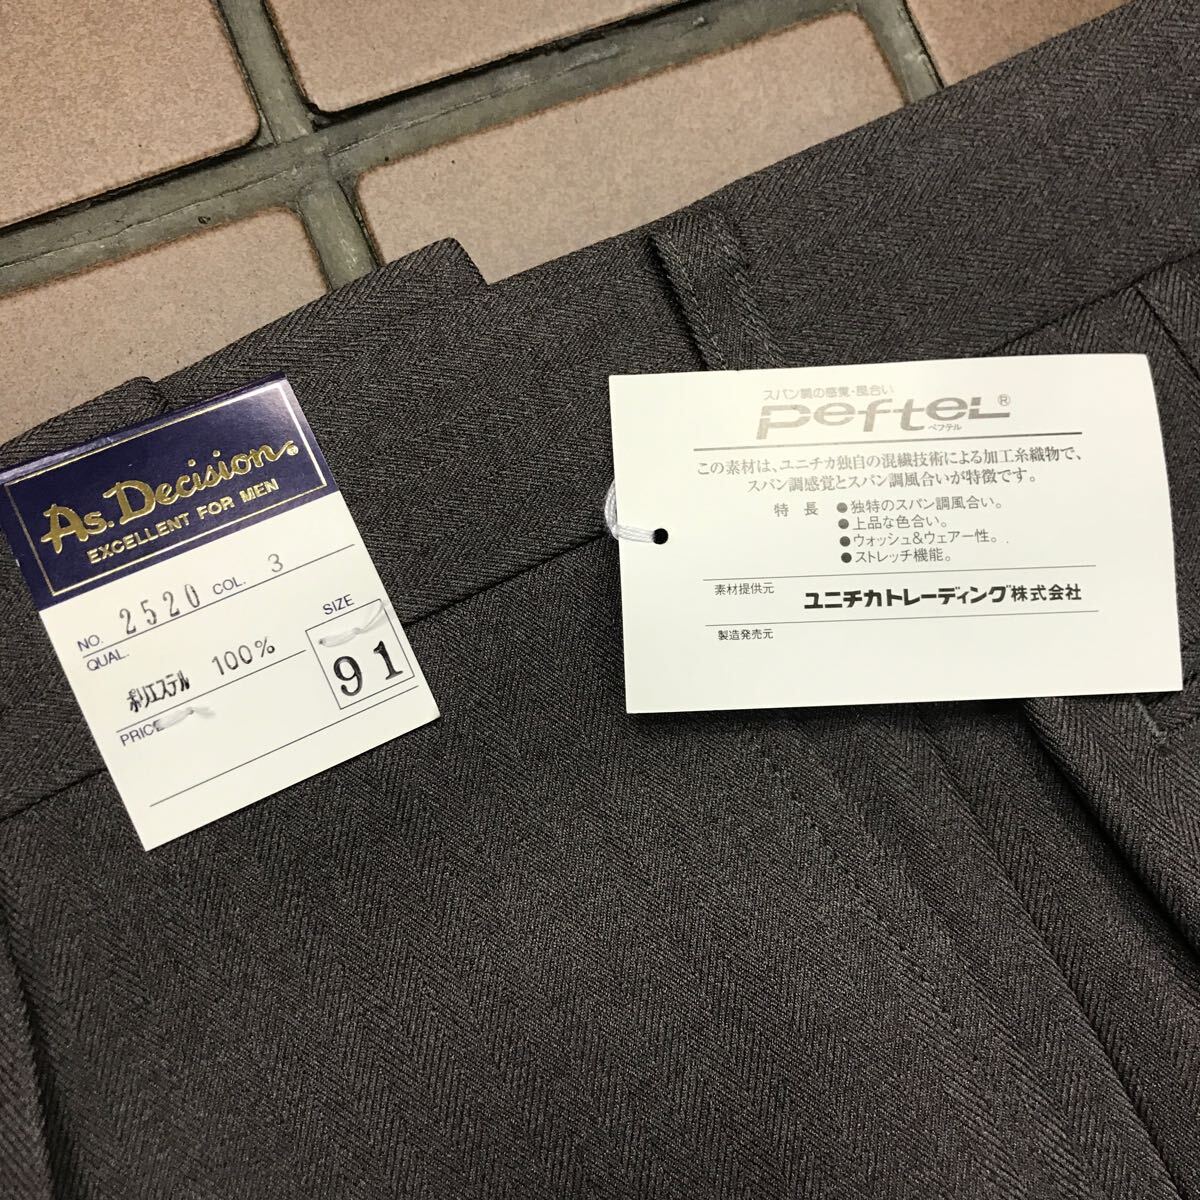 As. Decision®
EXCELLENT FOR MEN
NO. 2520 COL. 3
QUAL. SIZE
ポリエステル 100% 91
PRICE
スパン調の感覚・風合い
Peftel®
ペフテル
この素材は、ユニチカ独自の混繊技術による加工糸織物で、
スパン調感覚とスパン調風合いが特徴です。
特長 ●独特のスパン調風合い。
●上品な色合い。
●ウォッシュ&ウェアー性。
●ストレッチ機能。
素材提供元 ユニチカトレーディング株式会社
製造発売元